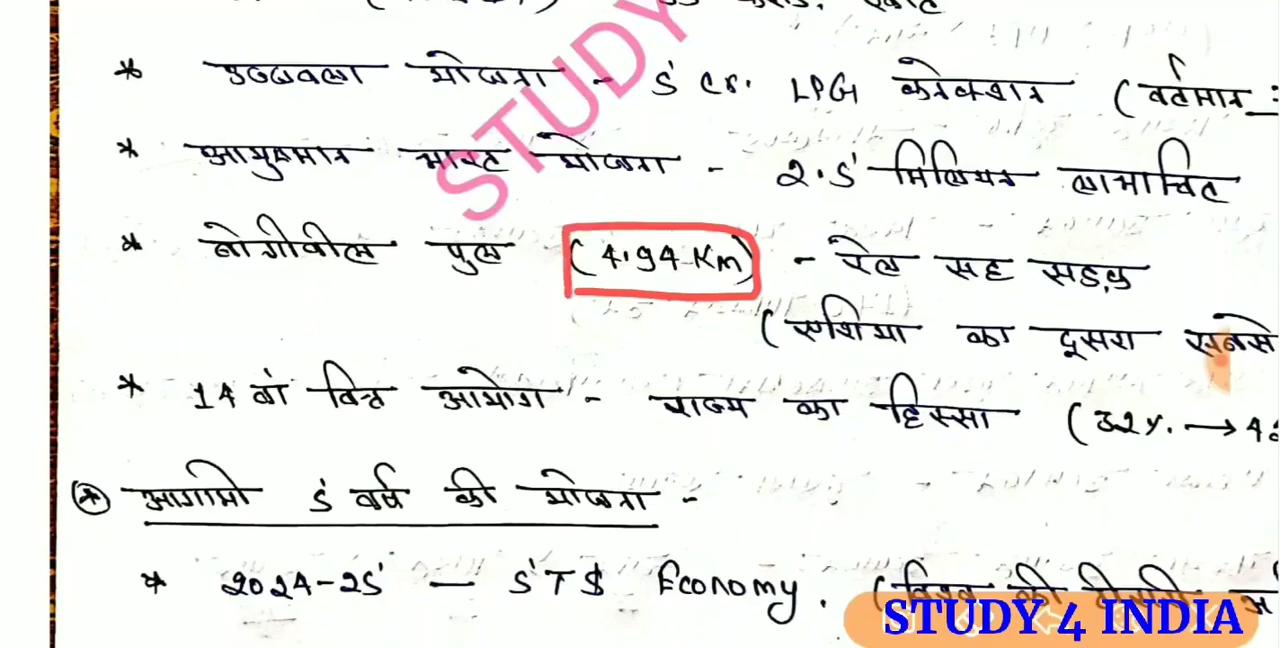 * उज्जवला योजना - 5 cr. LPG कनेक्शन (वर्तमान :
* आयुष्मान भारत योजना - 2.5 मिलियन लाभांवित
* बोगीबील पुल (4.94 Km) - रेल सह सड़क
(एशिया का दूसरा सबसे
* 14 वां वित्त आयोग - राज्य का हिस्सा (32%. → 4
* आगामी 5 वर्ष की योजना -
* 2024-25 — 5T$ Economy. (विश्व की
STUDY
STUDY 4 INDIA